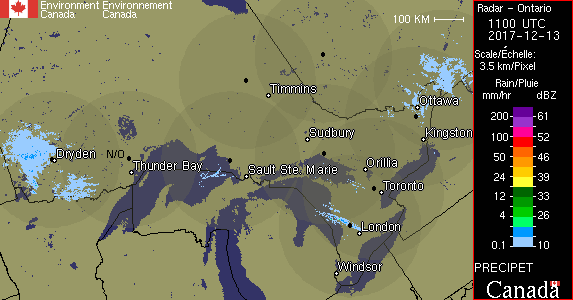 Environment Environnement
Canada Canada
100 KM
Radar - Ontario
1100 UTC
2017-12-13
Scale/Échelle:
3.5 km/Pixel
Rain/Pluie
mm/hr dBZ
200 61
100 52
50 46
24 39
12 33
4 26
0.1 10
PRECIPET
Canada
Timmins
Ottawa
Sudbury
Kingston
Dryden
N/O
Thunder Bay
Sault Ste. Marie
Orillia
Toronto
London
Windsor